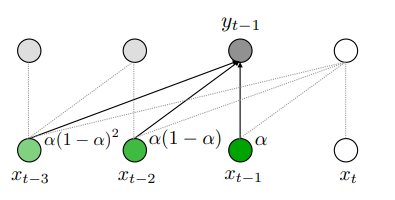 y_{t-1}
α(1 − α)^2 α(1 − α) α
x_{t-3} x_{t-2} x_{t-1} x_t